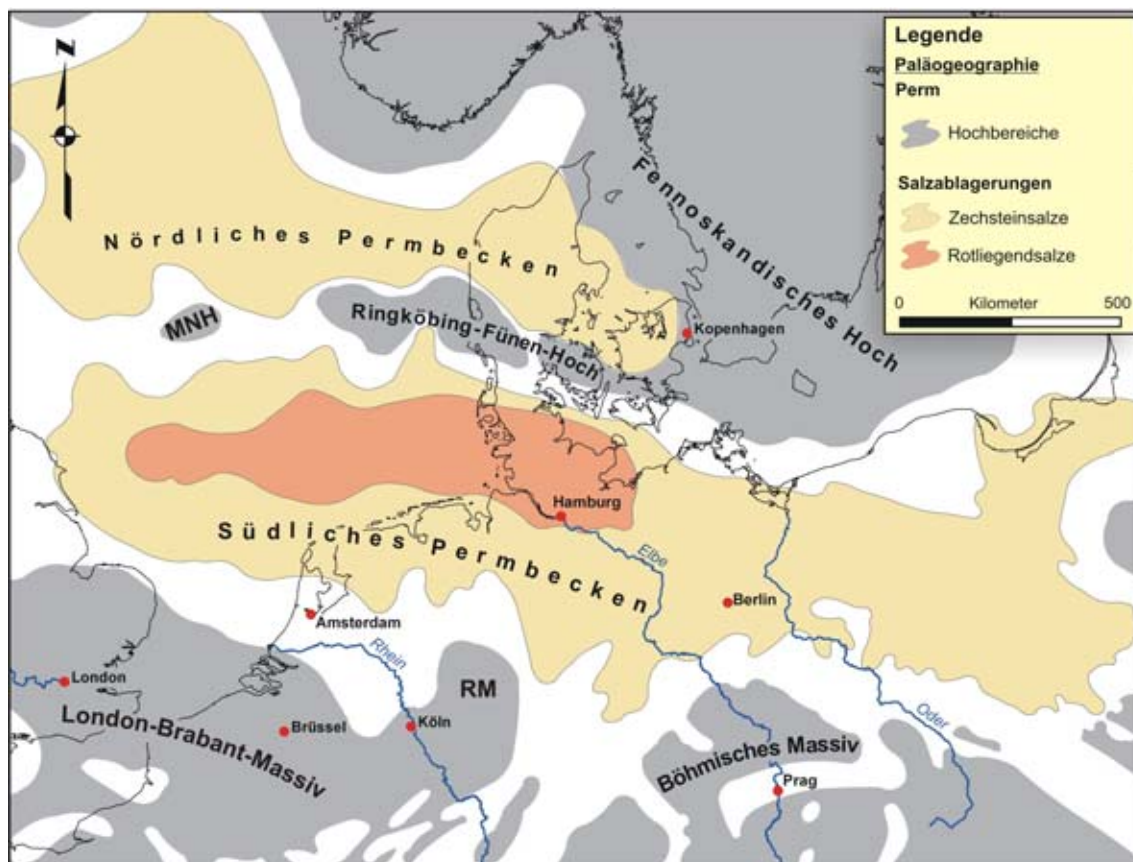 N
Legende
Paläogeographie
Perm
Hochbereiche
Salzablagerungen
Zechsteinsalze
Rotliegendsalze
0 Kilometer 500
Fennoskandisches Hoch
Nördliches Permbecken
MNH
Ringköbing-Fünen-Hoch
Kopenhagen
Hamburg
Südliches Permbecken
Elbe
Berlin
Amsterdam
Rhein
London
RM
Oder
London-Brabant-Massiv
Brüssel
Köln
Böhmisches Massiv
Prag